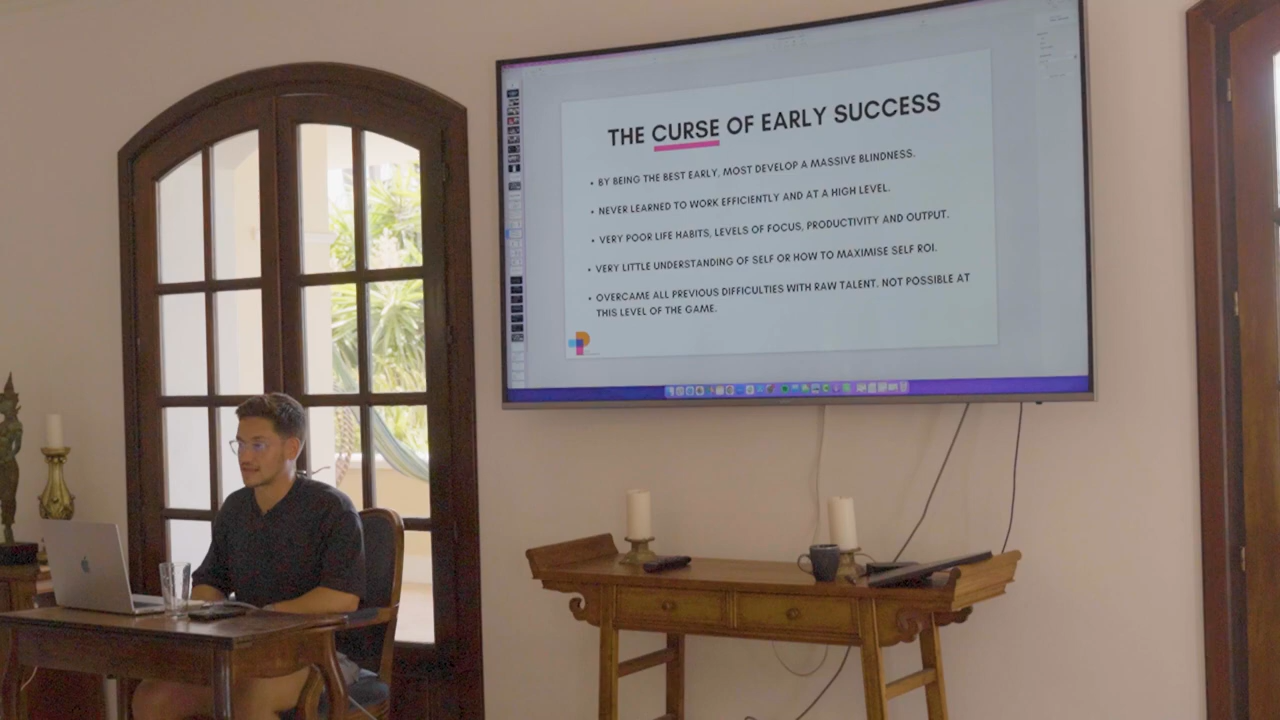 THE CURSE OF EARLY SUCCESS
• BY BEING THE BEST EARLY, MOST DEVELOP A MASSIVE BLINDNESS.
• NEVER LEARNED TO WORK EFFICIENTLY AND AT A HIGH LEVEL.
• VERY POOR LIFE HABITS, LEVELS OF FOCUS, PRODUCTIVITY AND OUTPUT.
• VERY LITTLE UNDERSTANDING OF SELF OR HOW TO MAXIMISE SELF ROI.
• OVERCAME ALL PREVIOUS DIFFICULTIES WITH RAW TALENT. NOT POSSIBLE AT
THIS LEVEL OF THE GAME.